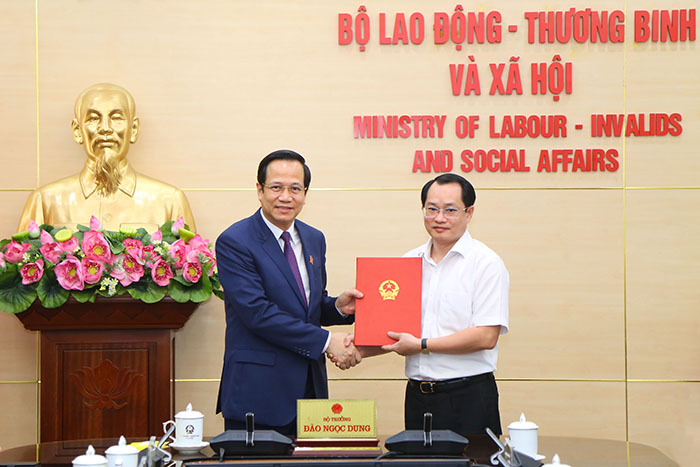 BỘ LAO ĐỘNG - THƯƠNG BINH
VÀ XÃ HỘI
MINISTRY OF LABOUR - INVALIDS
AND SOCIAL AFFAIRS
BỘ TRƯỞNG
ĐÀO NGỌC DUNG